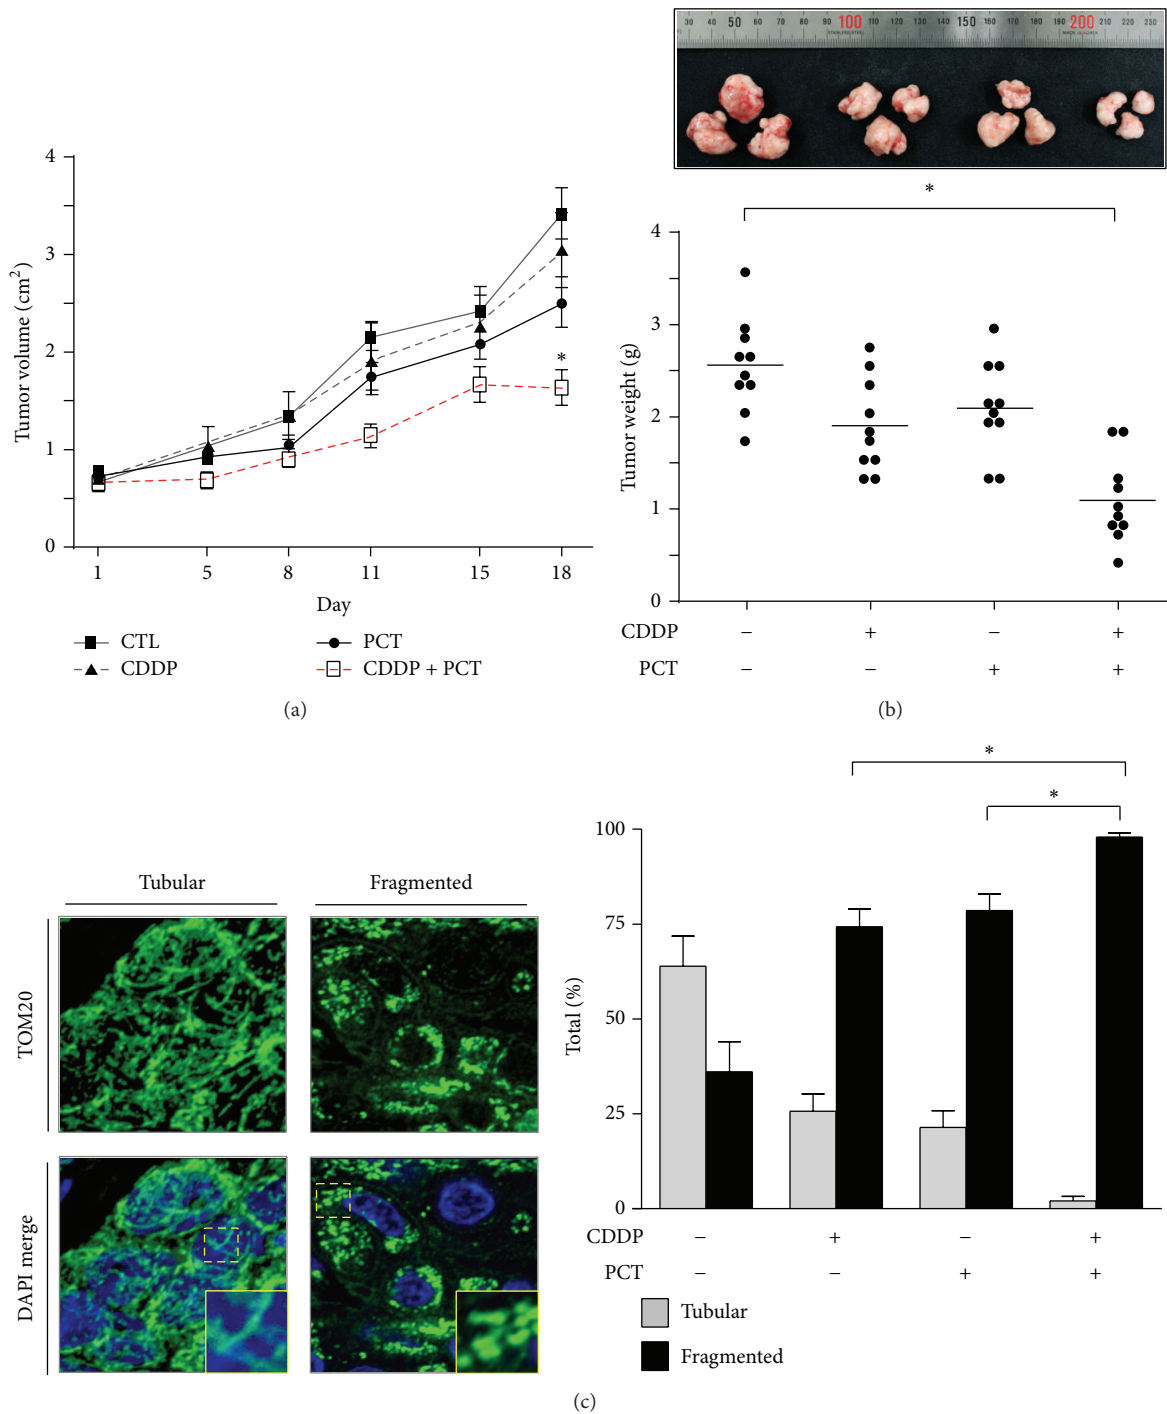 30 40 50 60 70 80 90 100 110 120 130 140 150 160 170 180 190 200 210 220 230
STAINLESS STEEL
*
4
3
2
1
0
Tumor volume (cm²)
*
1 5 8 11 15 18
Day
CTL
PCT
CDDP
CDDP + PCT
(a)
4
3
2
1
0
Tumor weight (g)
CDDP − + − +
PCT − − + +
(b)
Tubular Fragmented
TOM20
DAPI merge
*
*
100
75
50
25
0
Total (%)
CDDP − + − +
PCT − − + +
Tubular
Fragmented
(c)